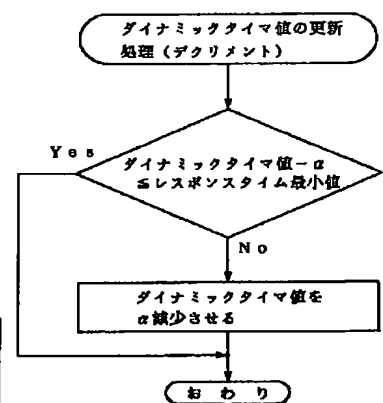 ダイナミックタイマ値の更新
処理(デクリメント)
Yes
ダイナミックタイマ値-α
≦レスポンスタイム最小値
No
ダイナミックタイマ値を
α減少させる
おわり